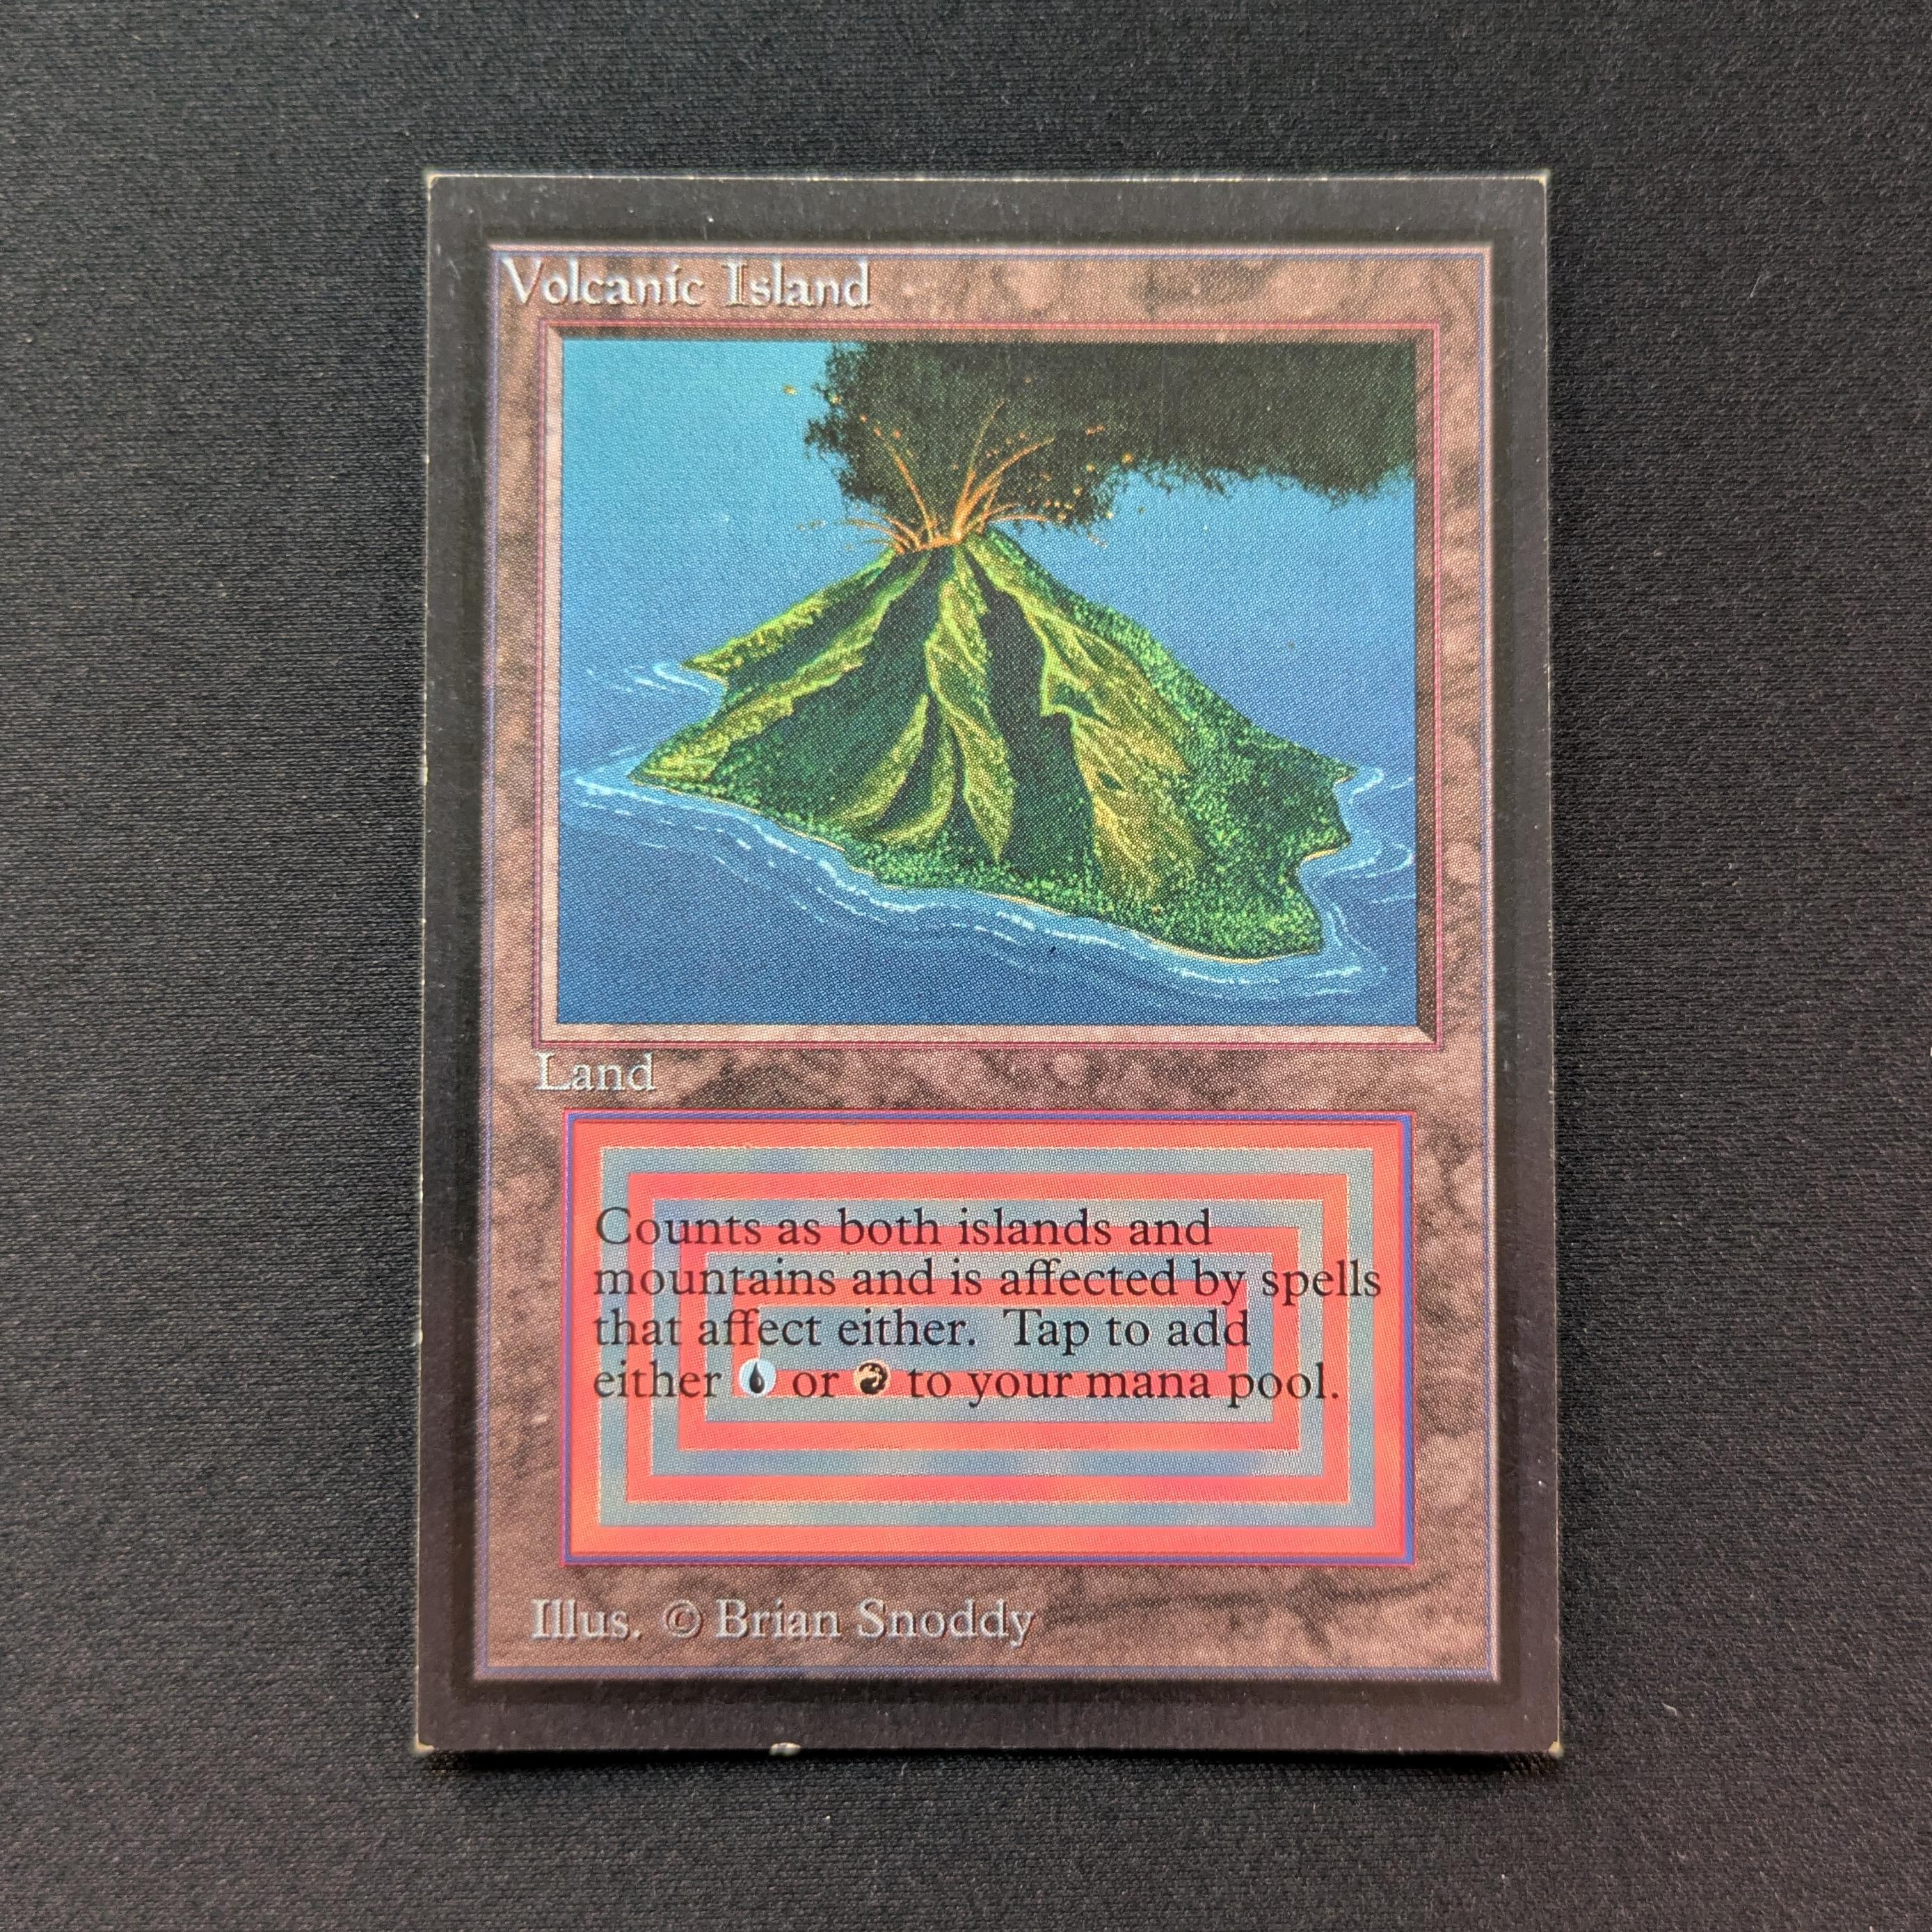 Volcanic Island
Land
Counts as both islands and
mountains and is affected by spells
that affect either. Tap to add
either or to your mana pool.
Illus. © Brian Snoddy